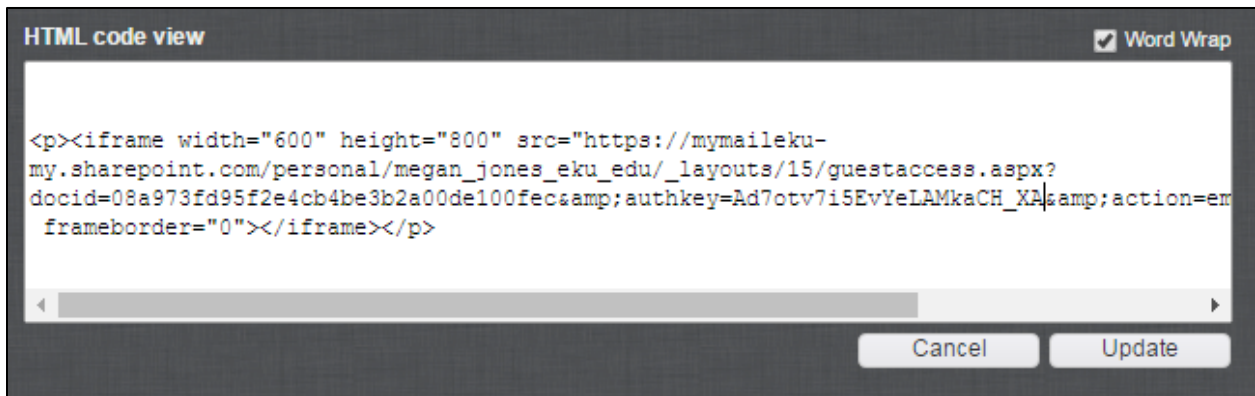 HTML code view
Word Wrap
<p><iframe width="600" height="800" src="https://mymaileku-
my.sharepoint.com/personal/megan_jones_eku_edu/_layouts/15/guestaccess.aspx?
docid=08a973fd95f2e4cb4be3b2a00de100fec&amp;authkey=Ad7otv7i5EvYeLAMkaCH_XA&amp;action=em
frameborder="0"></iframe></p>
Cancel
Update